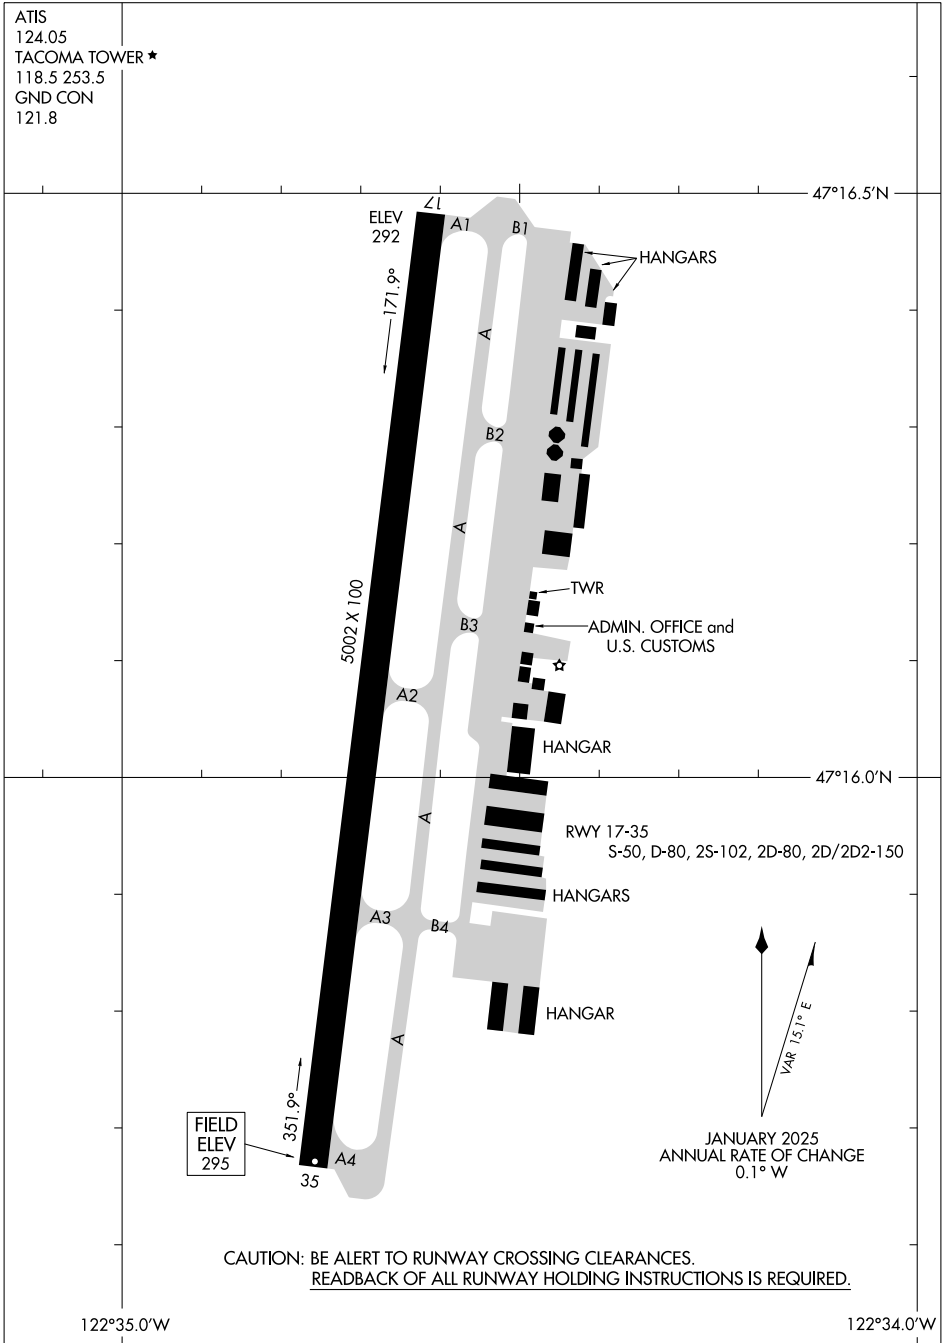 ATIS
124.05
TACOMA TOWER ★
118.5 253.5
GND CON
121.8
47°16.5'N
17
ELEV
292
A1
B1
HANGARS
171.9°
A
B2
A
TWR
5002 X 100
B3
ADMIN. OFFICE and
U.S. CUSTOMS
A2
HANGAR
47°16.0'N
A
RWY 17-35
S-50, D-80, 2S-102, 2D-80, 2D/2D2-150
HANGARS
A3
B4
HANGAR
A
VAR 15.1° E
351.9°
FIELD
ELEV
295
A4
35
JANUARY 2025
ANNUAL RATE OF CHANGE
0.1° W
CAUTION: BE ALERT TO RUNWAY CROSSING CLEARANCES.
READBACK OF ALL RUNWAY HOLDING INSTRUCTIONS IS REQUIRED.
122°35.0'W
122°34.0'W